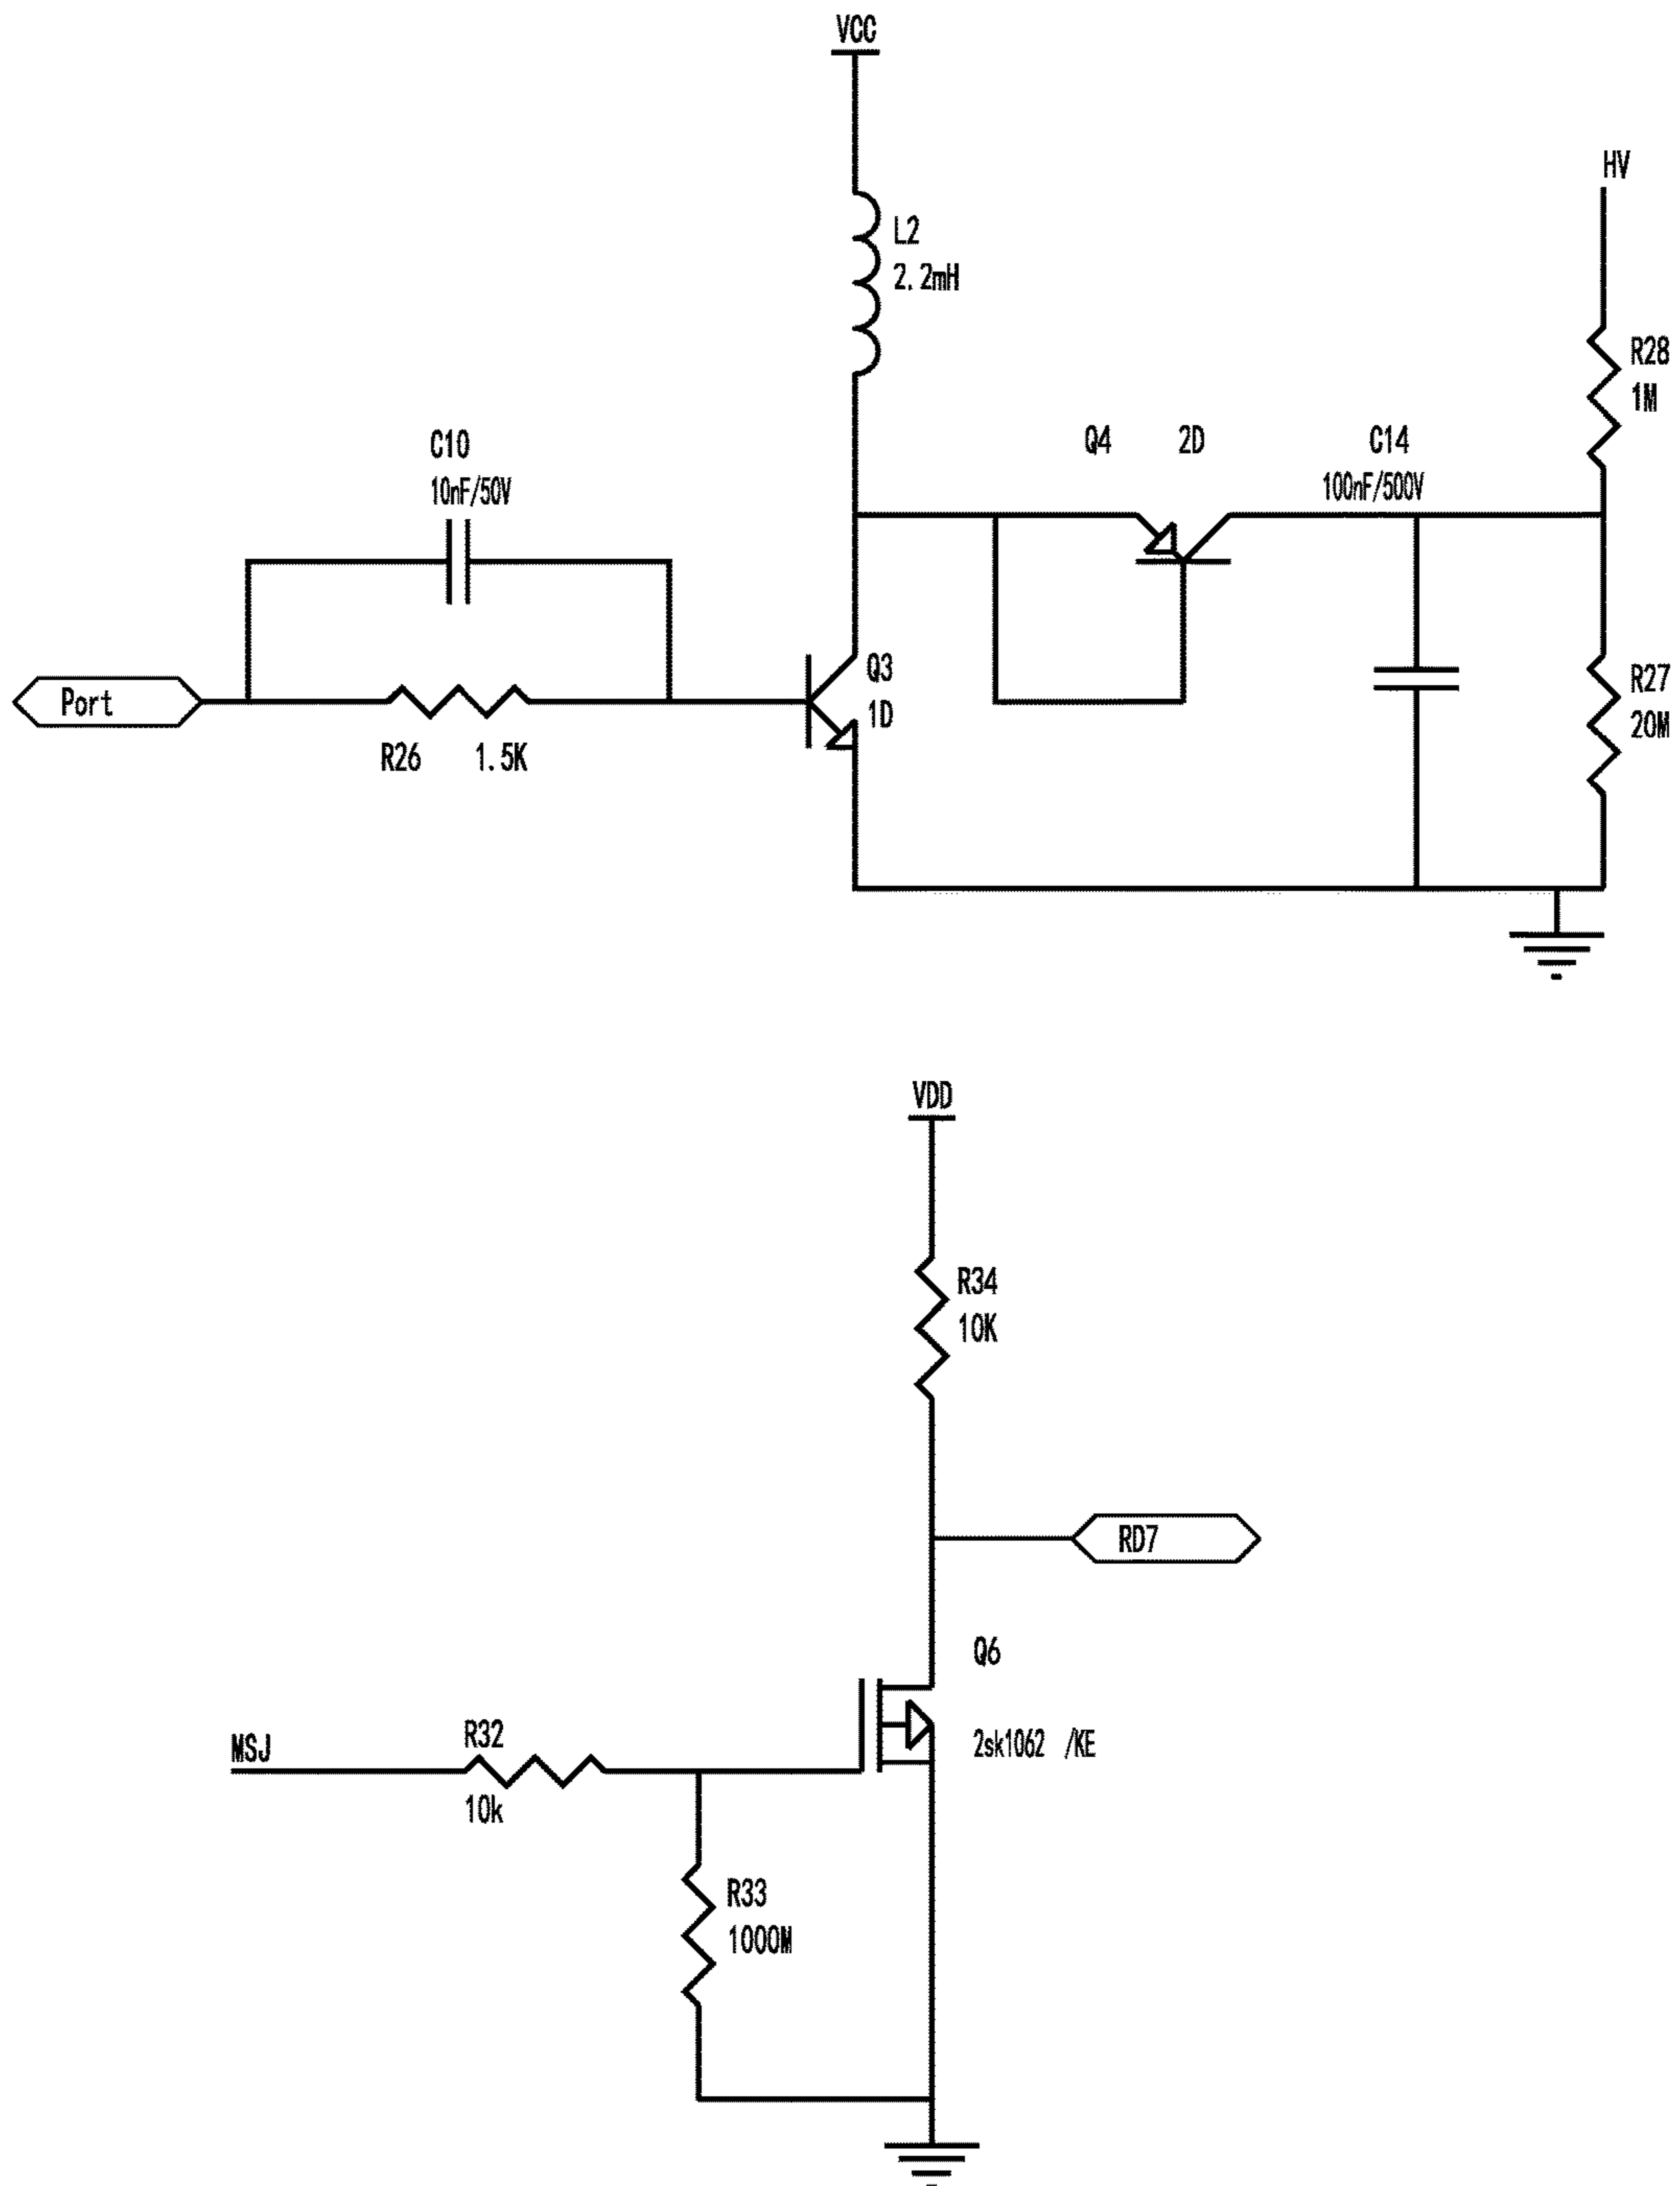 VCC
HV
L2
2.2mH
R28
1M
C10
10nF/50V
Q4 2D
C14
100nF/500V
Port
R26 1.5K
Q3
1D
R27
20M
VDD
R34
10K
RD7
Q6
2sk1062 /KE
MSJ
R32
10k
R33
1000M